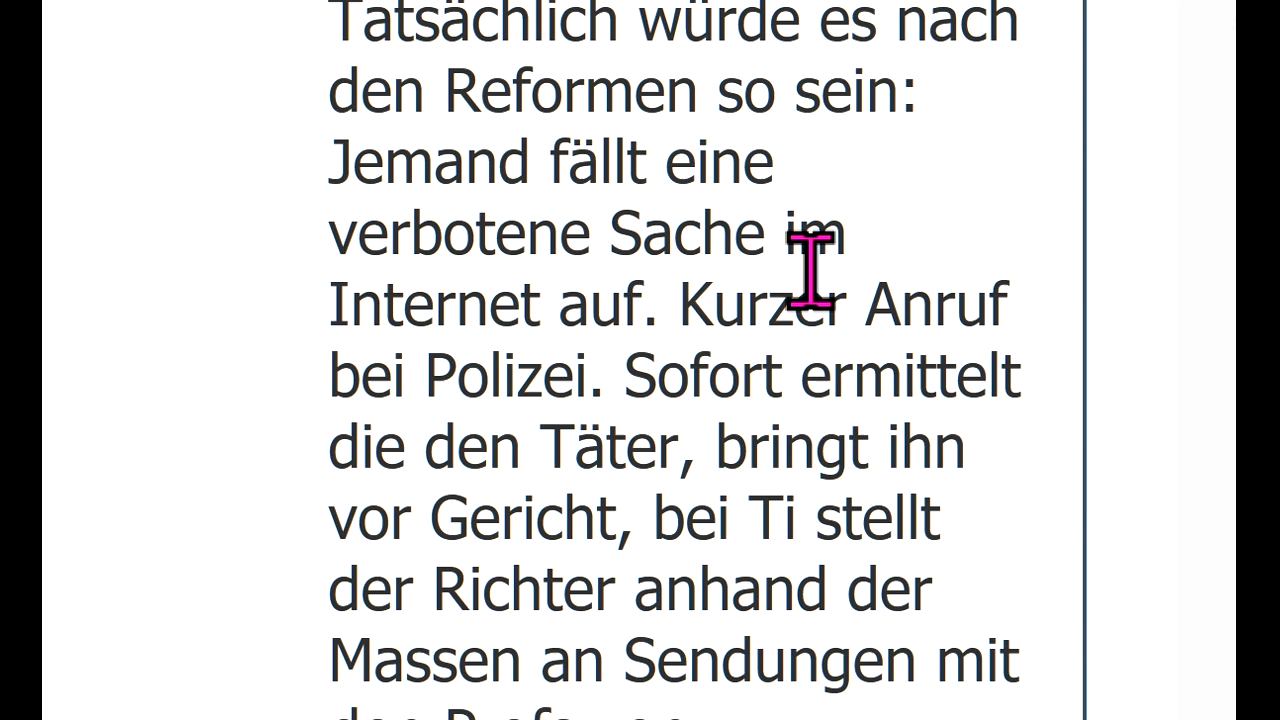 Tatsächlich würde es nach
den Reformen so sein:
Jemand fällt eine
verbotene Sache im
Internet auf. Kurzer Anruf
bei Polizei. Sofort ermittelt
die den Täter, bringt ihn
vor Gericht, bei Ti stellt
der Richter anhand der
Massen an Sendungen mit